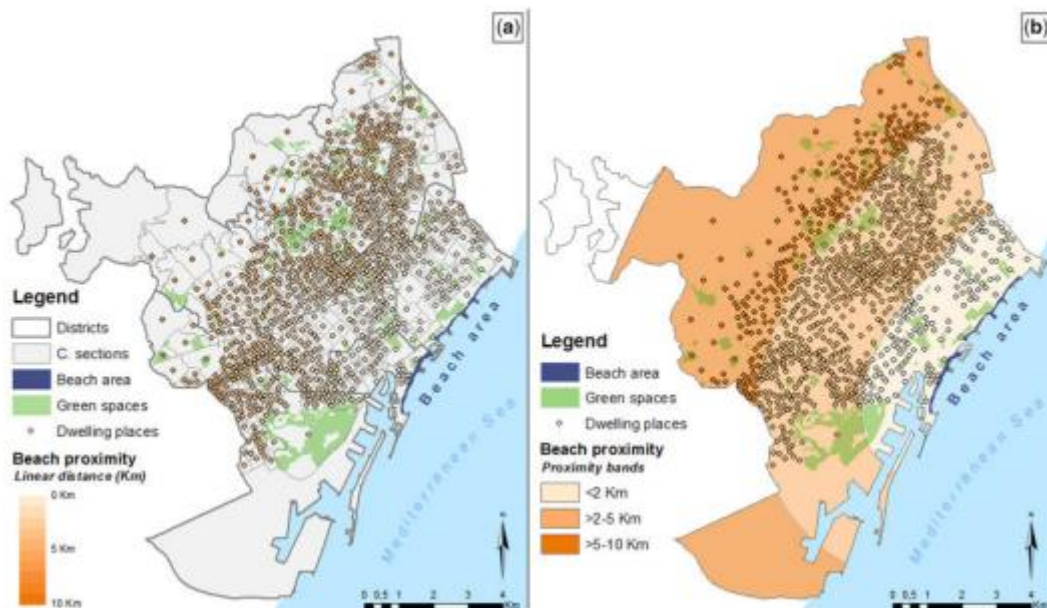 (a)
Legend
Districts
C. sections
Beach area
Green spaces
Dwelling places
Beach proximity
Linear distance (Km)
0 Km
5 Km
10 Km
Beach area
Mediterranean Sea
0 0,5 1 2 3 4
Km
(b)
Legend
Beach area
Green spaces
Dwelling places
Beach proximity
Proximity bands
<2 Km
>2-5 Km
>5-10 Km
Beach area
Mediterranean Sea
0 0,5 1 2 3 4
Km